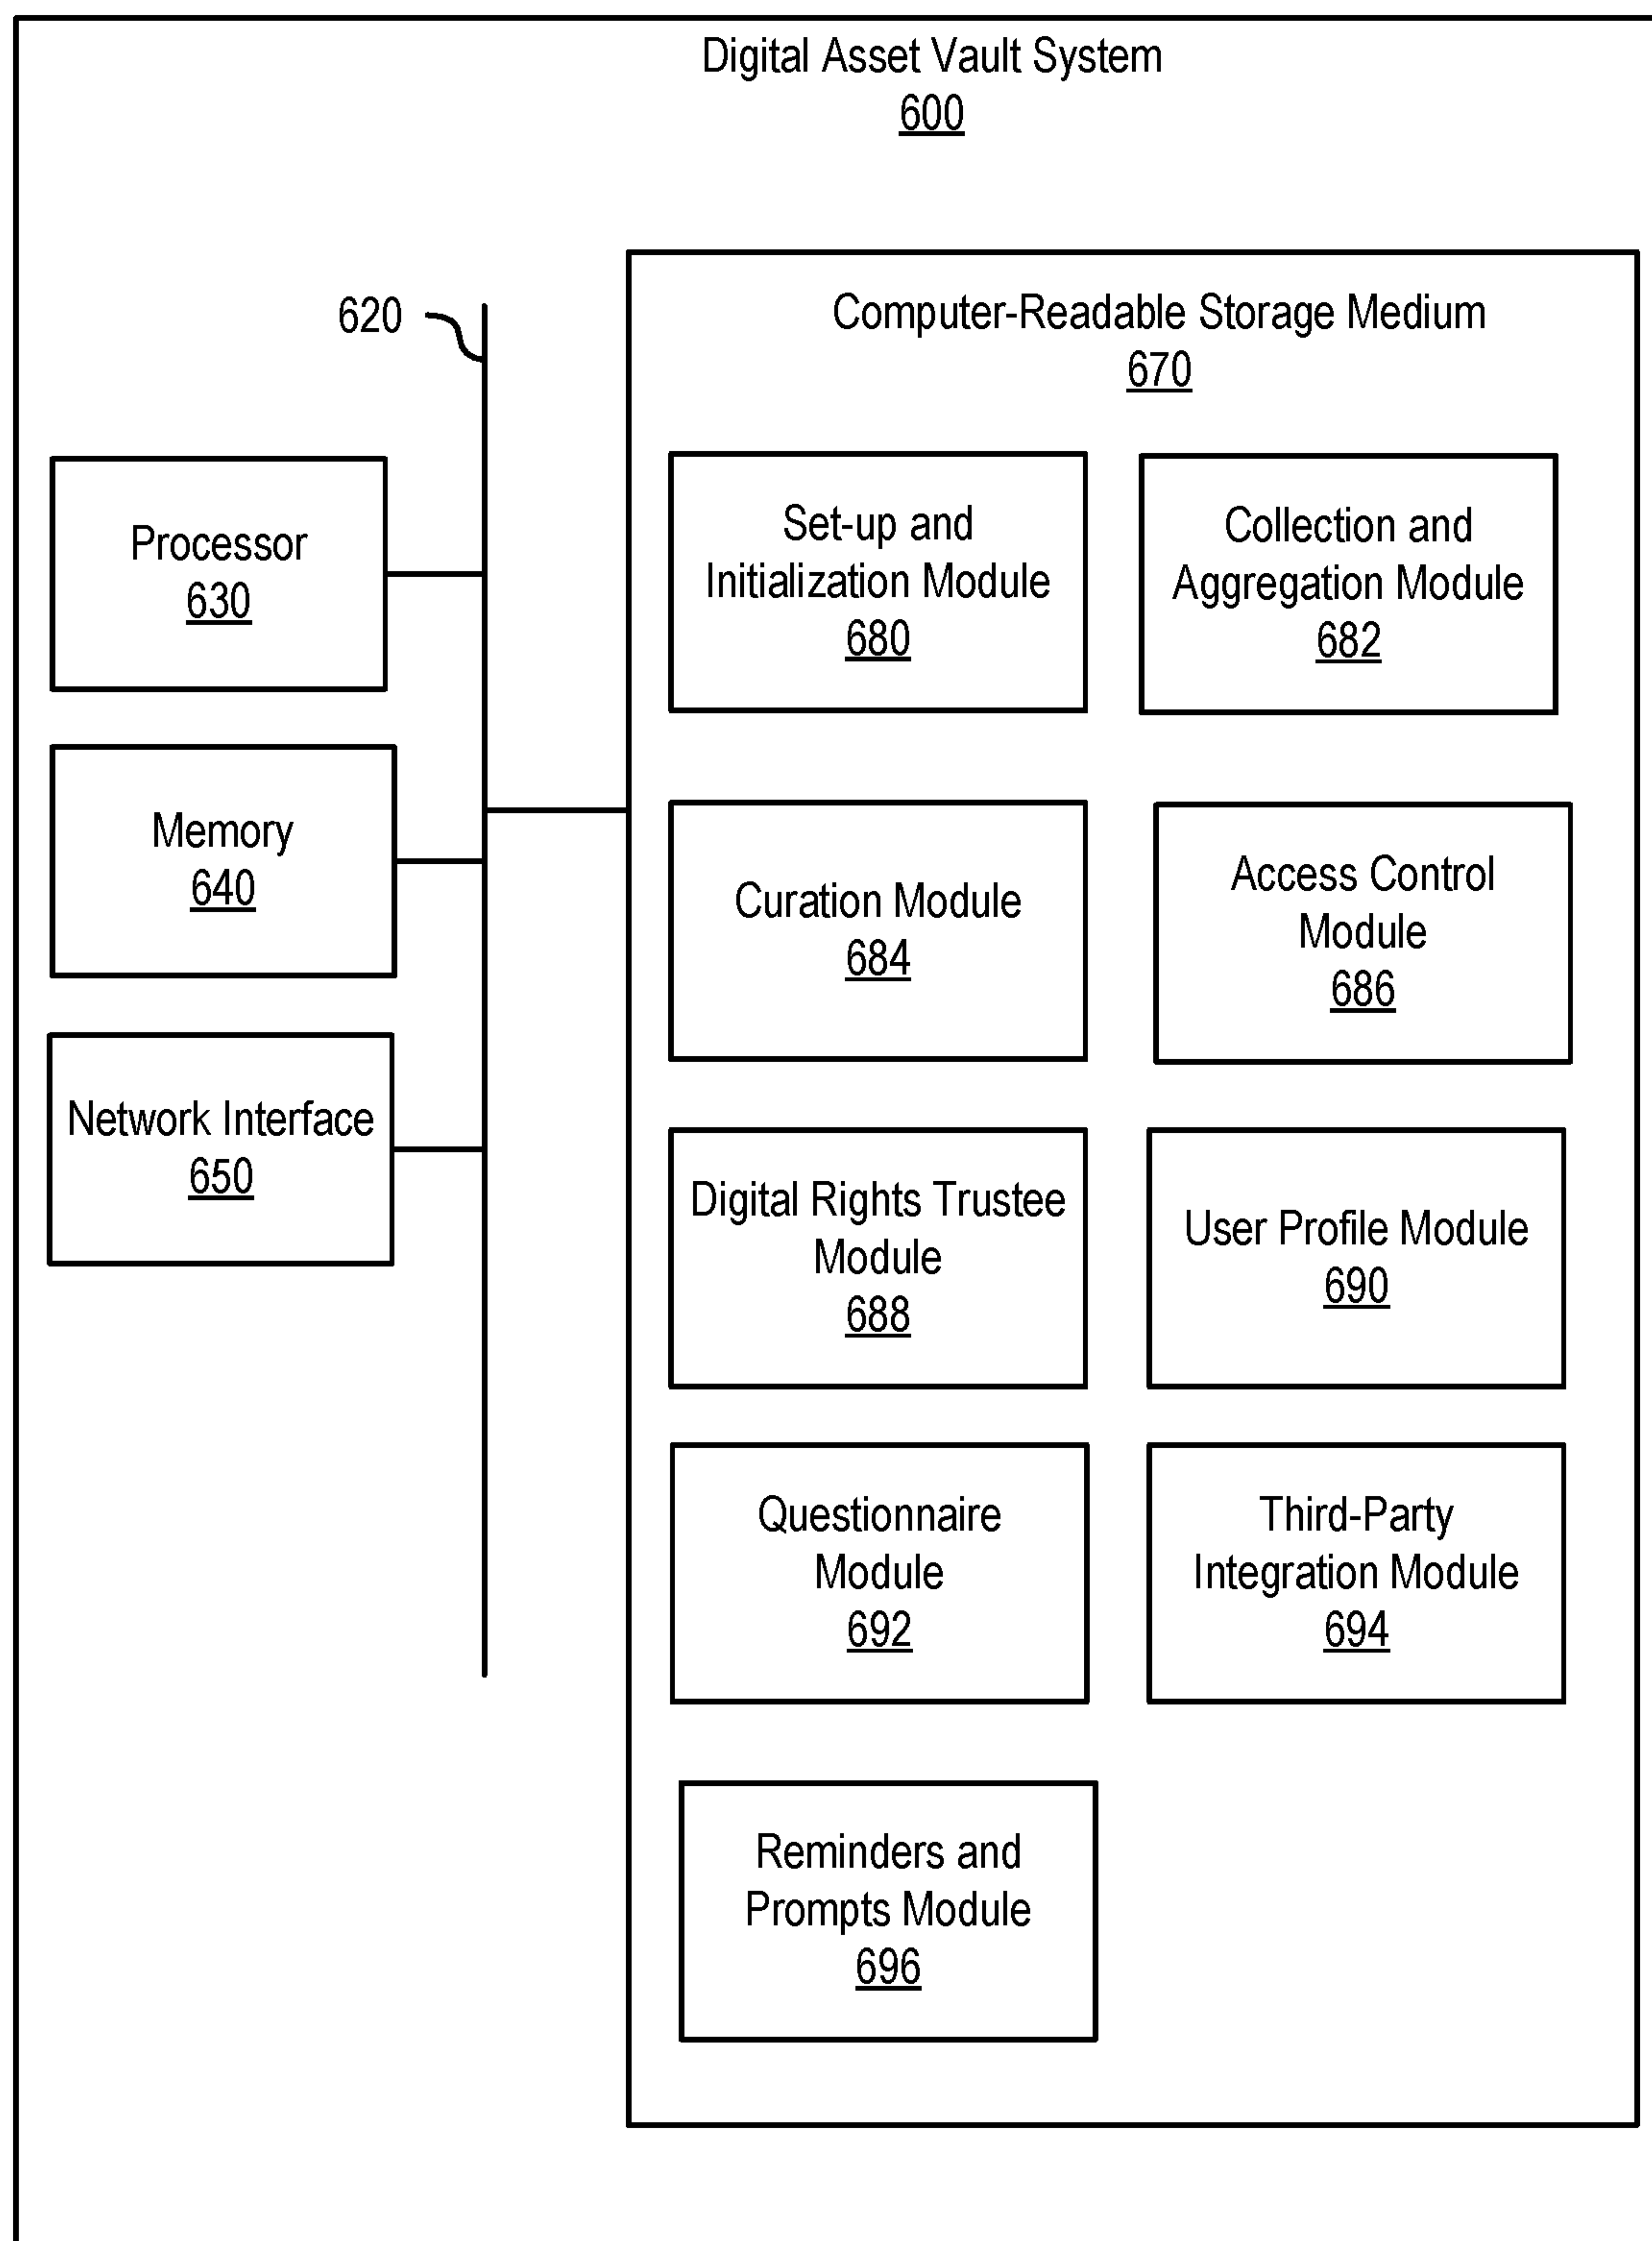 Digital Asset Vault System
600
620
Computer-Readable Storage Medium
670
Processor
630
Memory
640
Network Interface
650
Set-up and
Initialization Module
680
Collection and
Aggregation Module
682
Curation Module
684
Access Control
Module
686
Digital Rights Trustee
Module
688
User Profile Module
690
Questionnaire
Module
692
Third-Party
Integration Module
694
Reminders and
Prompts Module
696